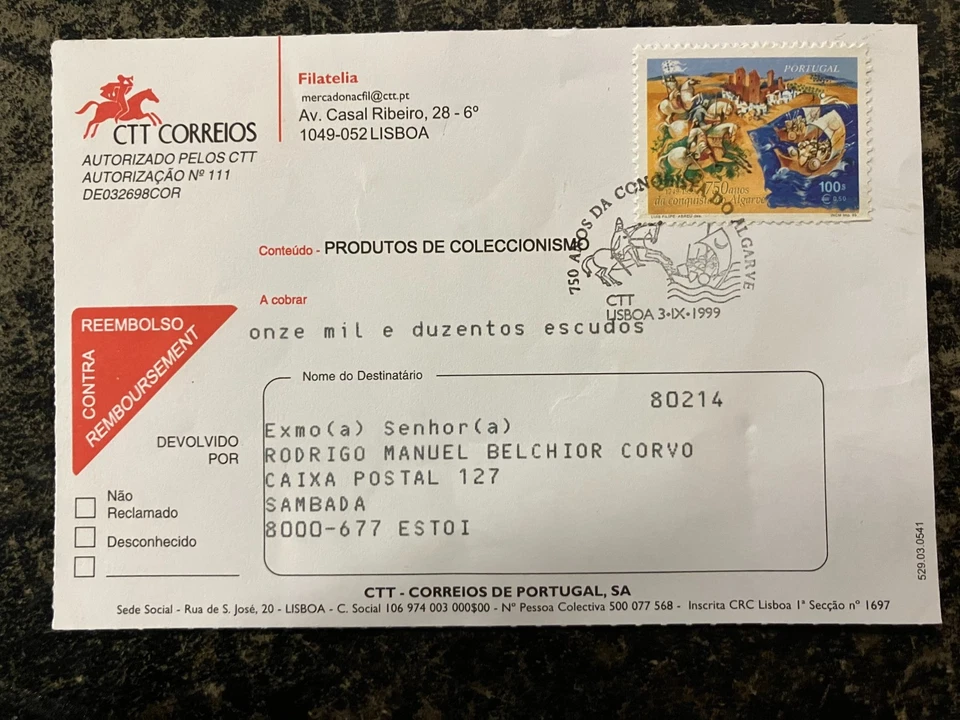 CTT CORREIOS
AUTORIZADO PELOS CTT
AUTORIZAÇÃO Nº 111
DE032698COR
Filatelia
mercadonacfil@ctt.pt
Av. Casal Ribeiro, 28 - 6º
1049-052 LISBOA
PORTUGAL
750 anos
da conquista do Algarve
100$
€ 0,50
750 ANOS DA CONQUISTA DO ALGARVE
CTT
LISBOA 3•IX•1999
Conteúdo - PRODUTOS DE COLECCIONISMO
A cobrar
onze mil e duzentos escudos
REEMBOLSO
CONTRA
REMBOURSEMENT
DEVOLVIDO
POR
Não
Reclamado
Desconhecido
Nome do Destinatário
80214
Exmo(a) Senhor(a)
RODRIGO MANUEL BELCHIOR CORVO
CAIXA POSTAL 127
SAMBADA
8000-677 ESTOI
529.03.0541
CTT - CORREIOS DE PORTUGAL, SA
Sede Social - Rua de S. José, 20 - LISBOA - C. Social 106 974 003 000$00 - Nº Pessoa Colectiva 500 077 568 - Inscrita CRC Lisboa 1ª Secção nº 1697